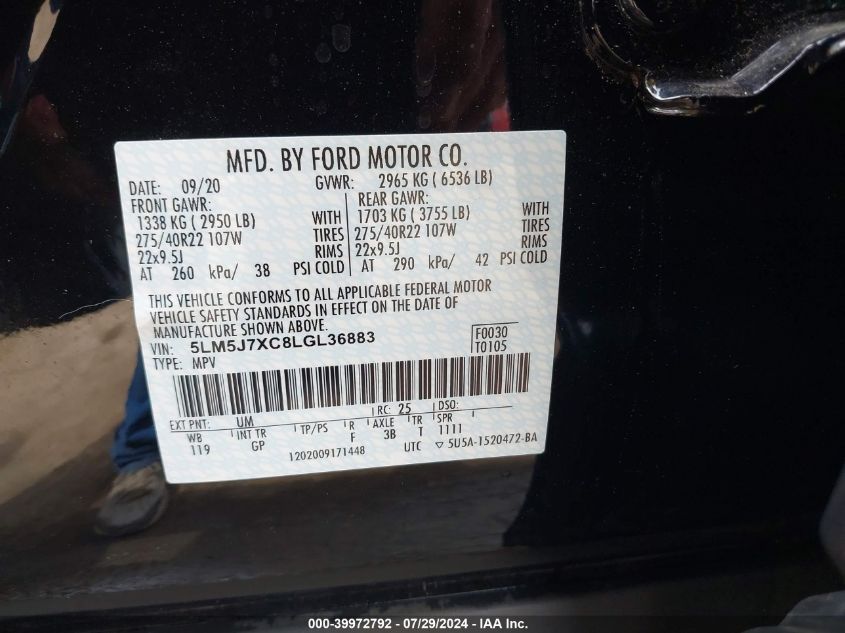 MFD. BY FORD MOTOR CO.
DATE: 09/20 GVWR: 2965 KG ( 6536 LB)
FRONT GAWR: REAR GAWR:
1338 KG ( 2950 LB) WITH 1703 KG ( 3755 LB) WITH
275/40R22 107W TIRES 275/40R22 107W TIRES
22x9.5J RIMS 22x9.5J RIMS
AT 260 kPa/ 38 PSI COLD AT 290 kPa/ 42 PSI COLD
THIS VEHICLE CONFORMS TO ALL APPLICABLE FEDERAL MOTOR
VEHICLE SAFETY STANDARDS IN EFFECT ON THE DATE OF
MANUFACTURE SHOWN ABOVE.
VIN: 5LM5J7XC8LGL36883 F0030
TYPE: MPV T0105
EXT PNT: UM RC: 25 DSO:
WB INT TR TP/PS R AXLE TR SPR
119 GP F 3B T 1111
1202009171448 UTC ▽ 5U5A-1520472-BA
000-39972792 - 07/29/2024 - IAA Inc.